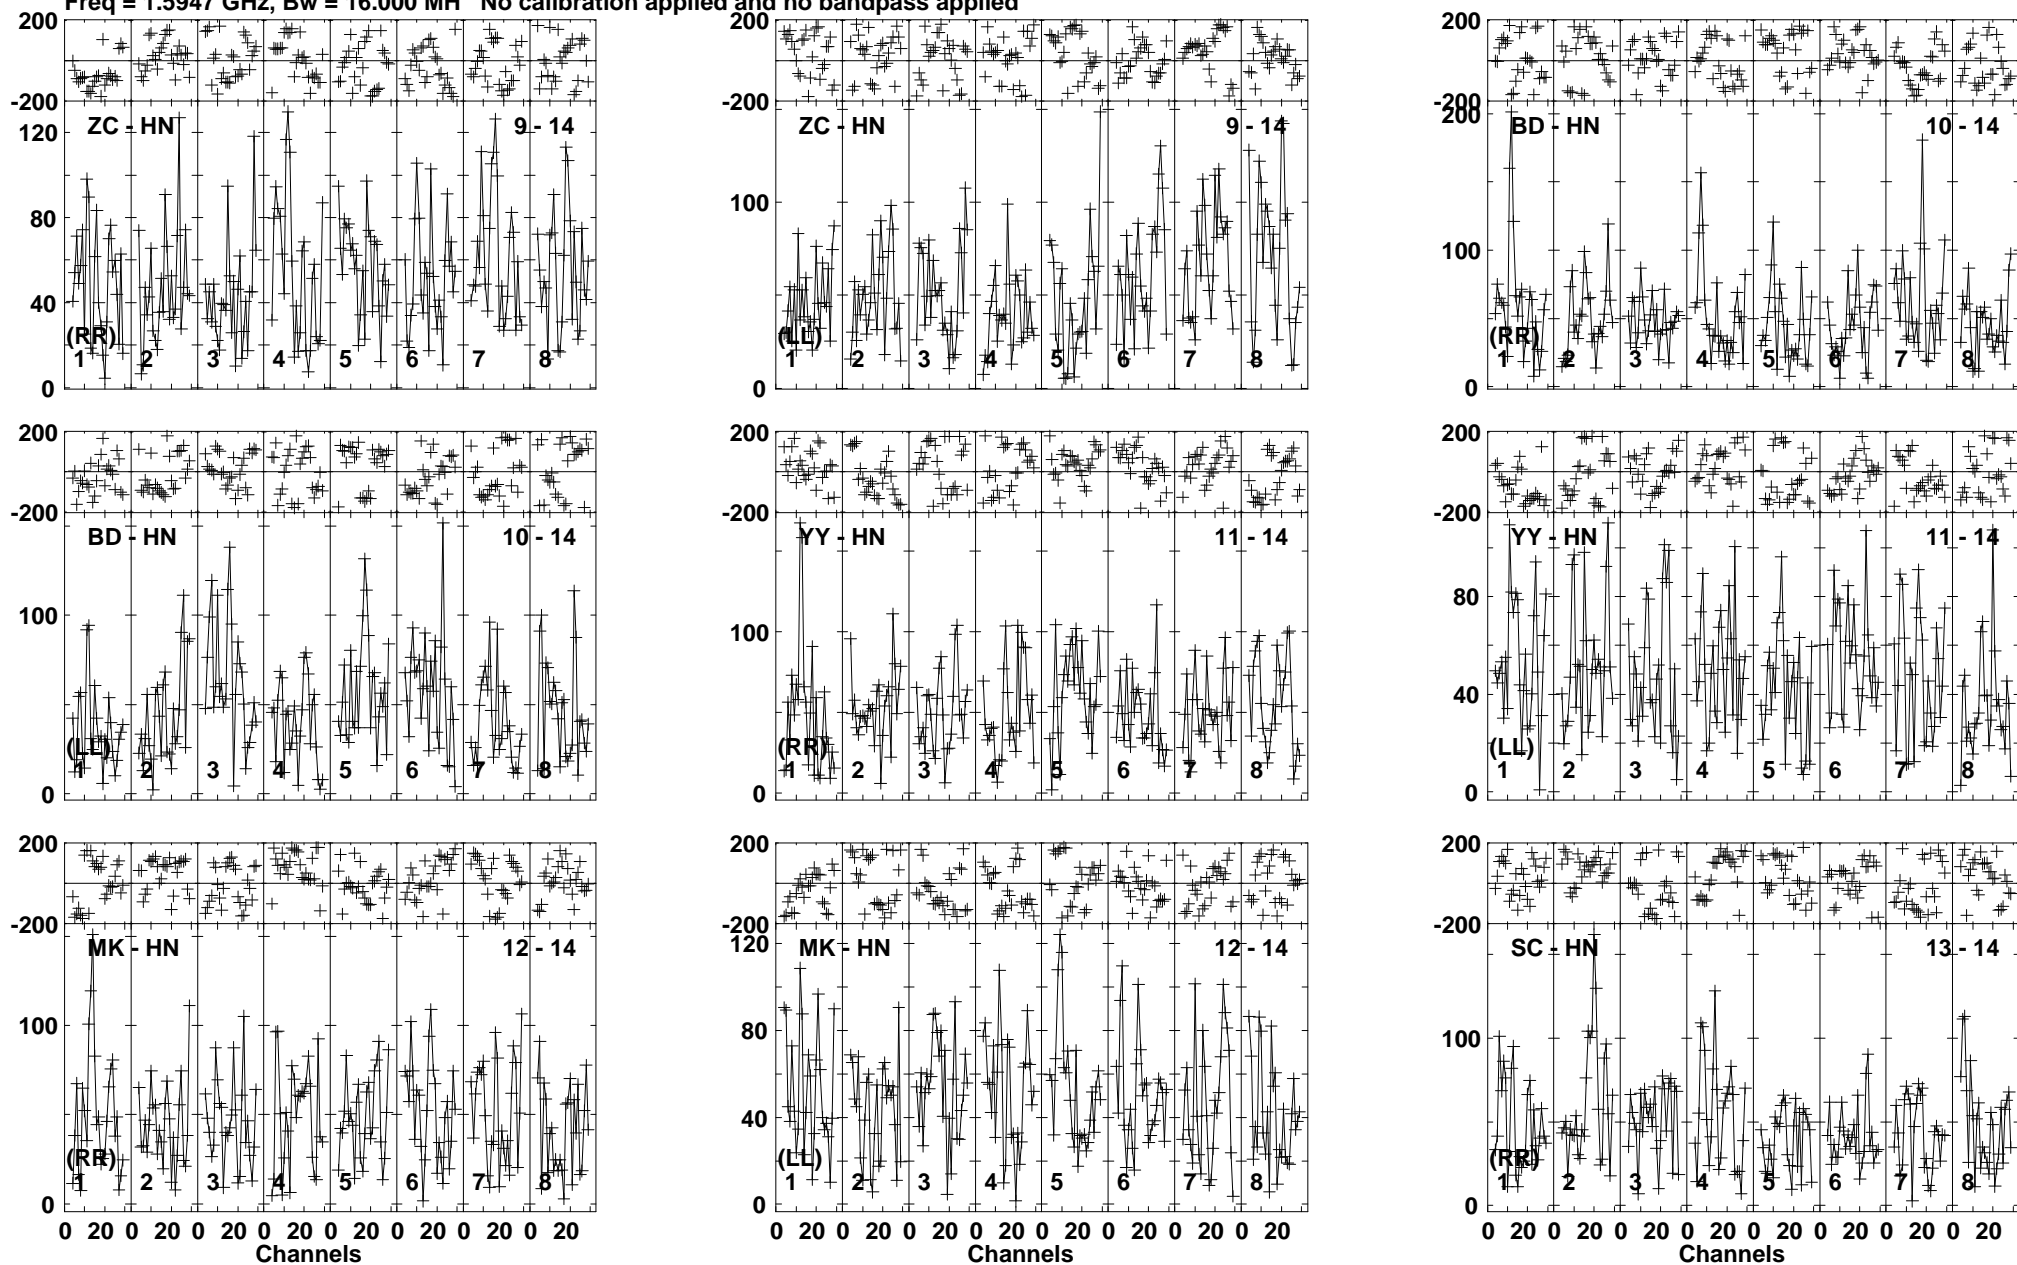 Freq = 1.5947 GHz, Bw = 16.000 MH No calibration applied and no bandpass applied
200 -200 120 80 40 0 ZC - HN 9 - 14 (RR) 1 2 3 4 5 6 7 8
200 -200 100 0 ZC - HN 9 - 14 (LL) 1 2 3 4 5 6 7 8
200 -200 200 100 0 BD - HN 10 - 14 (RR) 1 2 3 4 5 6 7 8
200 -200 100 0 BD - HN 10 - 14 (LL) 1 2 3 4 5 6 7 8
200 -200 100 0 YY - HN 11 - 14 (RR) 1 2 3 4 5 6 7 8
200 -200 80 40 0 YY - HN 11 - 14 (LL) 1 2 3 4 5 6 7 8
200 -200 100 0 MK - HN 12 - 14 (RR) 1 2 3 4 5 6 7 8
200 -200 120 80 40 0 MK - HN 12 - 14 (LL) 1 2 3 4 5 6 7 8
200 -200 100 0 SC - HN 13 - 14 (RR) 1 2 3 4 5 6 7 8
0 20 0 20 0 20 0 20 0 20 0 20 0 20 0 20
0 20 0 20 0 20 0 20 0 20 0 20 0 20 0 20
0 20 0 20 0 20 0 20 0 20 0 20 0 20 0 20
Channels
Channels
Channels